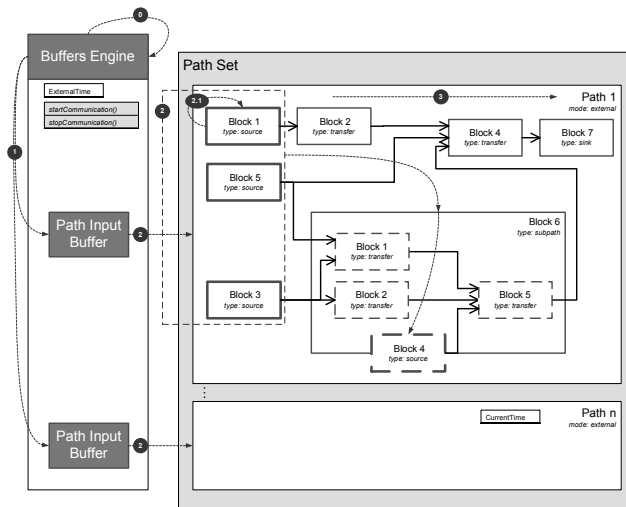 0
Buffers Engine
ExternalTime
startCommunication()
stopCommunication()
1
Path Input
Buffer
2
Path Input
Buffer
2
Path Set
Path 1
mode: external
2
2.1
3
Block 1
type: source
Block 2
type: transfer
Block 4
type: transfer
Block 7
type: sink
Block 5
type: source
Block 6
type: subpath
Block 1
type: transfer
Block 3
type: source
Block 2
type: transfer
Block 5
type: transfer
Block 4
type: source
CurrentTime
Path n
mode: external